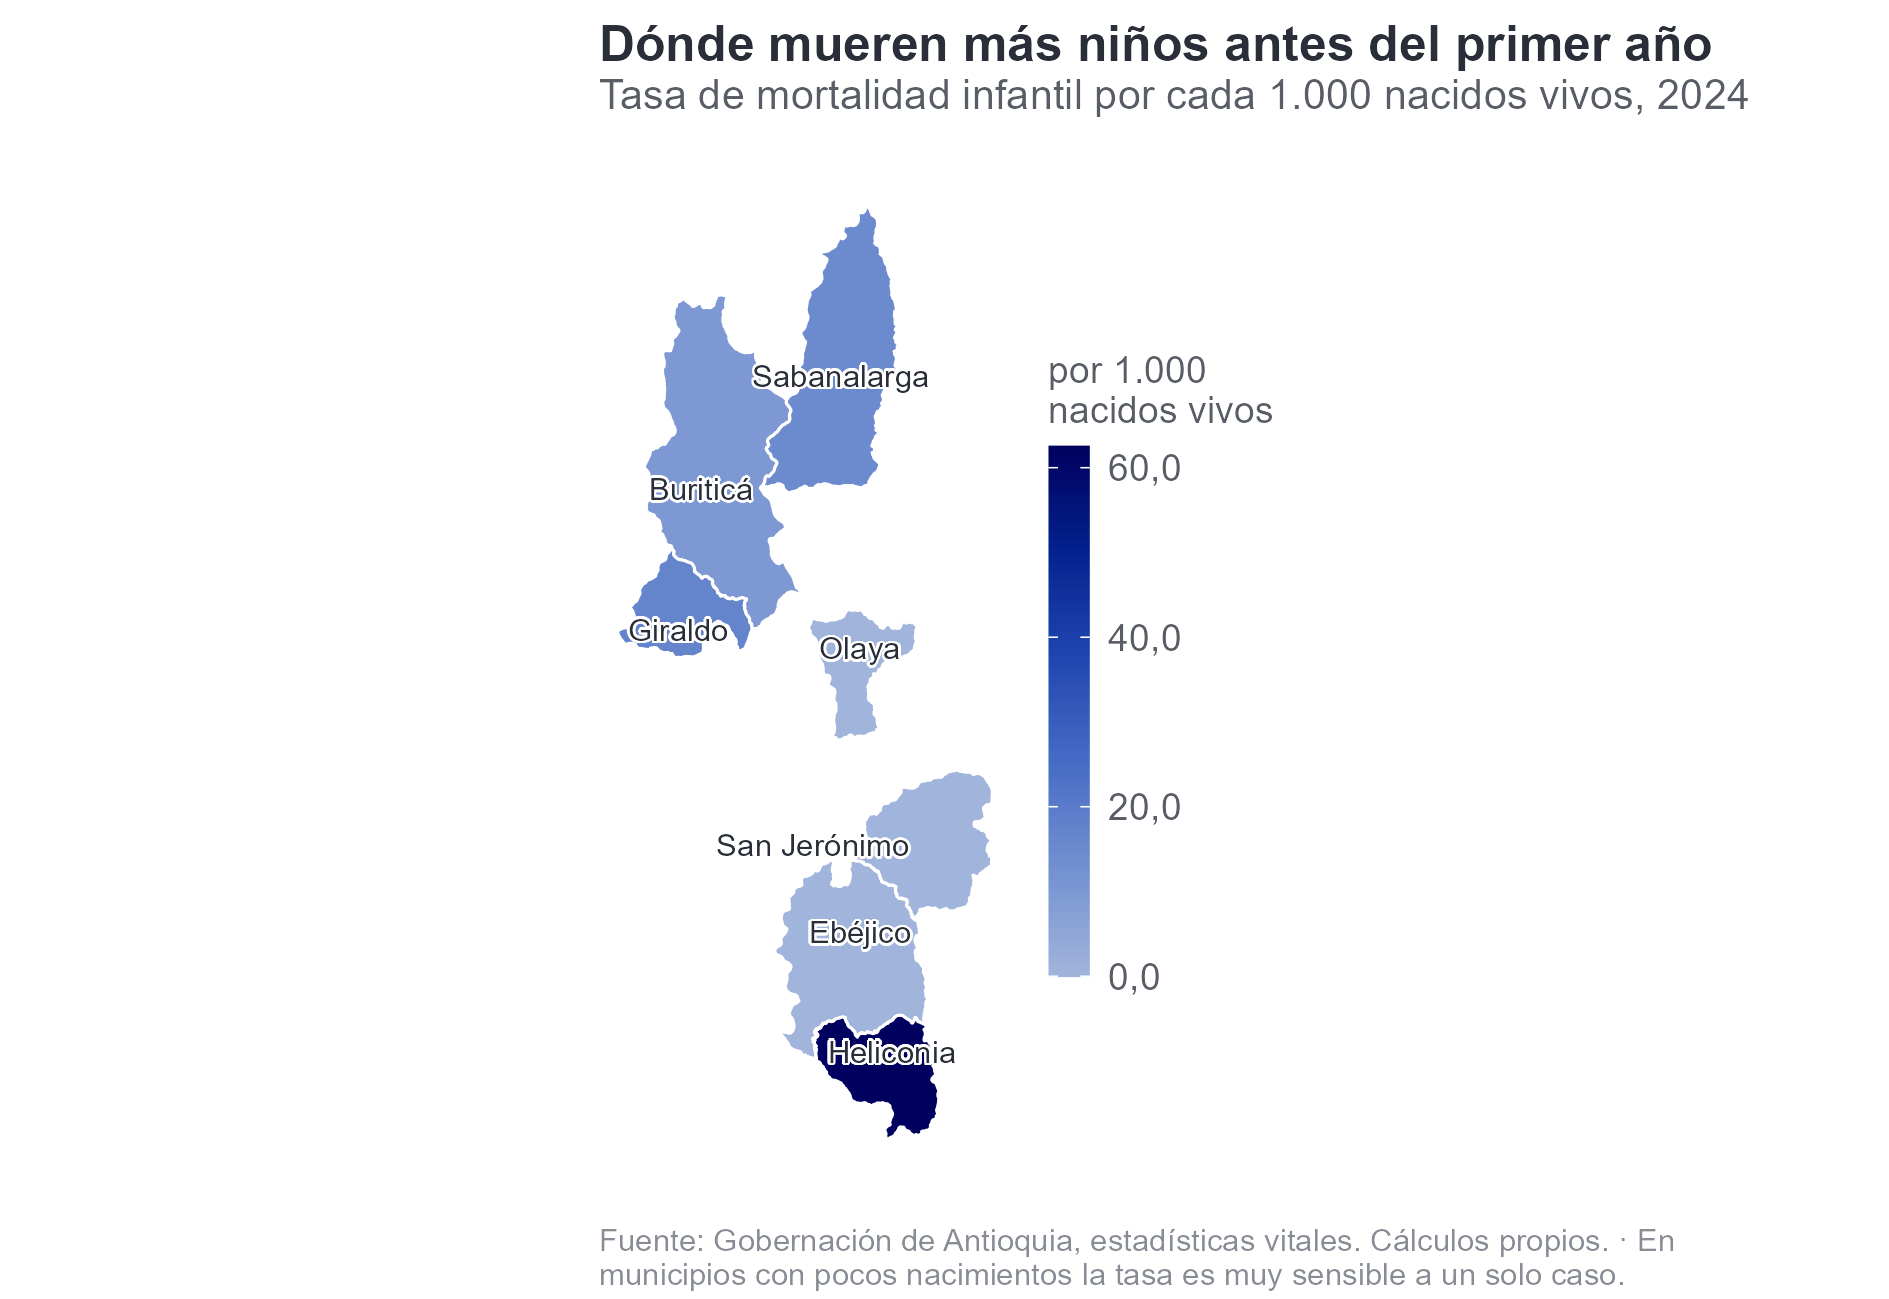 Dónde mueren más niños antes del primer año
Tasa de mortalidad infantil por cada 1.000 nacidos vivos, 2024
Sabanalarga
Buriticá
Giraldo
Olaya
San Jerónimo
Ebéjico
Heliconia
por 1.000
nacidos vivos
60,0
40,0
20,0
0,0
Fuente: Gobernación de Antioquia, estadísticas vitales. Cálculos propios. · En
municipios con pocos nacimientos la tasa es muy sensible a un solo caso.